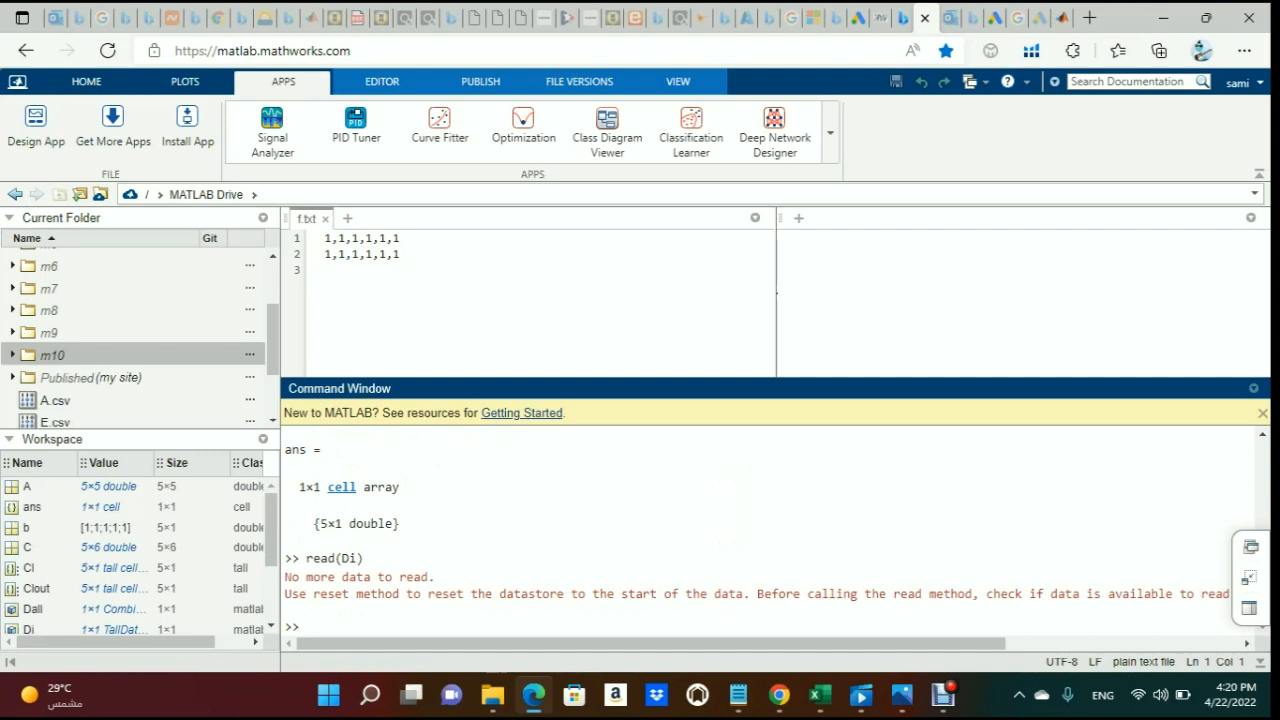 https://matlab.mathworks.com
HOME PLOTS APPS EDITOR PUBLISH FILE VERSIONS VIEW Search Documentation sami
Design App Get More Apps Install App Signal Analyzer PID Tuner Curve Fitter Optimization Class Diagram Viewer Classification Learner Deep Network Designer
FILE APPS
/ > MATLAB Drive >
Current Folder
Name Git
m6
m7
m8
m9
m10
Published (my site)
A.csv
E.csv
f.txt
1 1,1,1,1,1,1
2 1,1,1,1,1,1
3
Workspace
Name Value Size Clas
A 5×5 double 5×5 double
ans 1×1 cell 1×1 cell
b [1;1;1;1;1] 5×1 double
C 5×6 double 5×6 double
Cl 5×1 tall cell... 5×1 tall
Clout 5×1 tall cell... 5×1 tall
Dall 1×1 Combi... 1×1 matla
Di 1×1 TallDat... 1×1 matla
Command Window
New to MATLAB? See resources for Getting Started.
ans =
1×1 cell array
{5×1 double}
>> read(Di)
No more data to read.
Use reset method to reset the datastore to the start of the data. Before calling the read method, check if data is available to read
>>
UTF-8 LF plain text file Ln 1 Col 1
29°C
مشمس
ENG
4:20 PM
4/22/2022